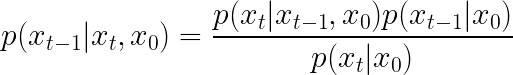 p(x_{t-1}|x_t, x_0) = \frac{p(x_t|x_{t-1}, x_0)p(x_{t-1}|x_0)}{p(x_t|x_0)}